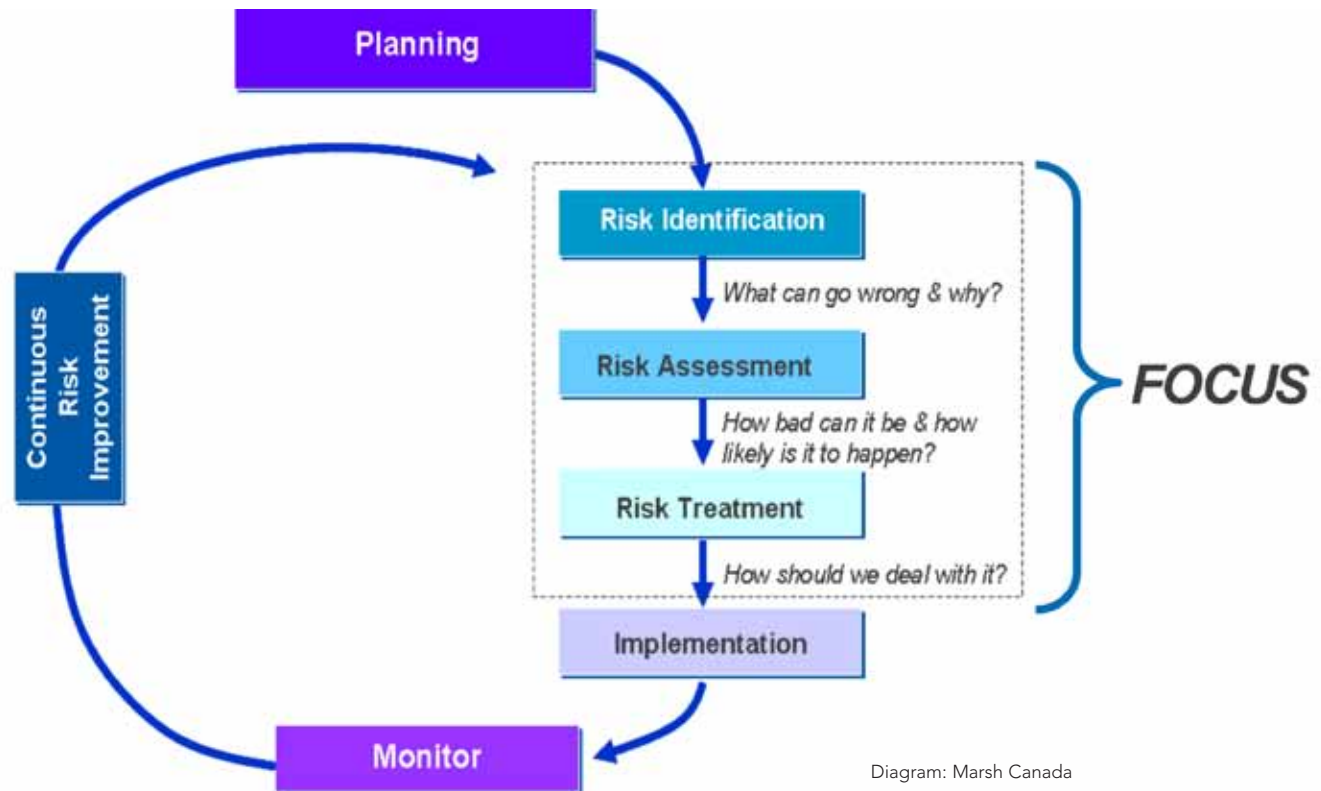 Planning
Risk Identification
What can go wrong & why?
Risk Assessment
How bad can it be & how
likely is it to happen?
Risk Treatment
How should we deal with it?
Implementation
Monitor
Continuous
Risk
Improvement
FOCUS
Diagram: Marsh Canada